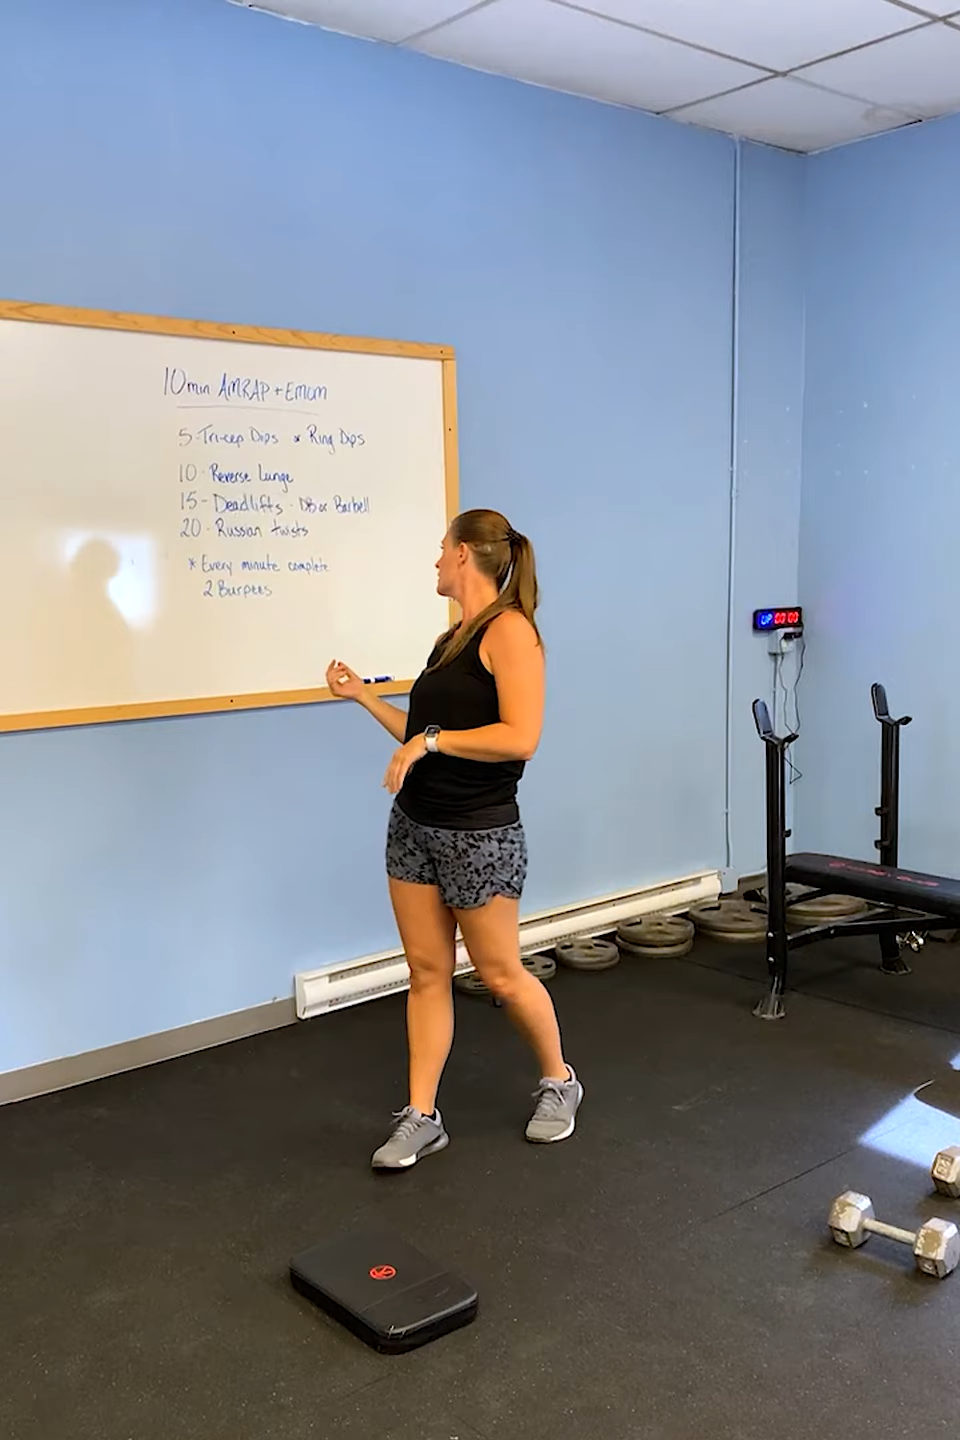 10min AMRAP + EMOM
5-Tri-cep Dips or Ring Dips
10 - Reverse Lunge
15 - Deadlifts - DB or Barbell
20 - Russian twists
* Every minute complete
2 Burpees
UP 00:00